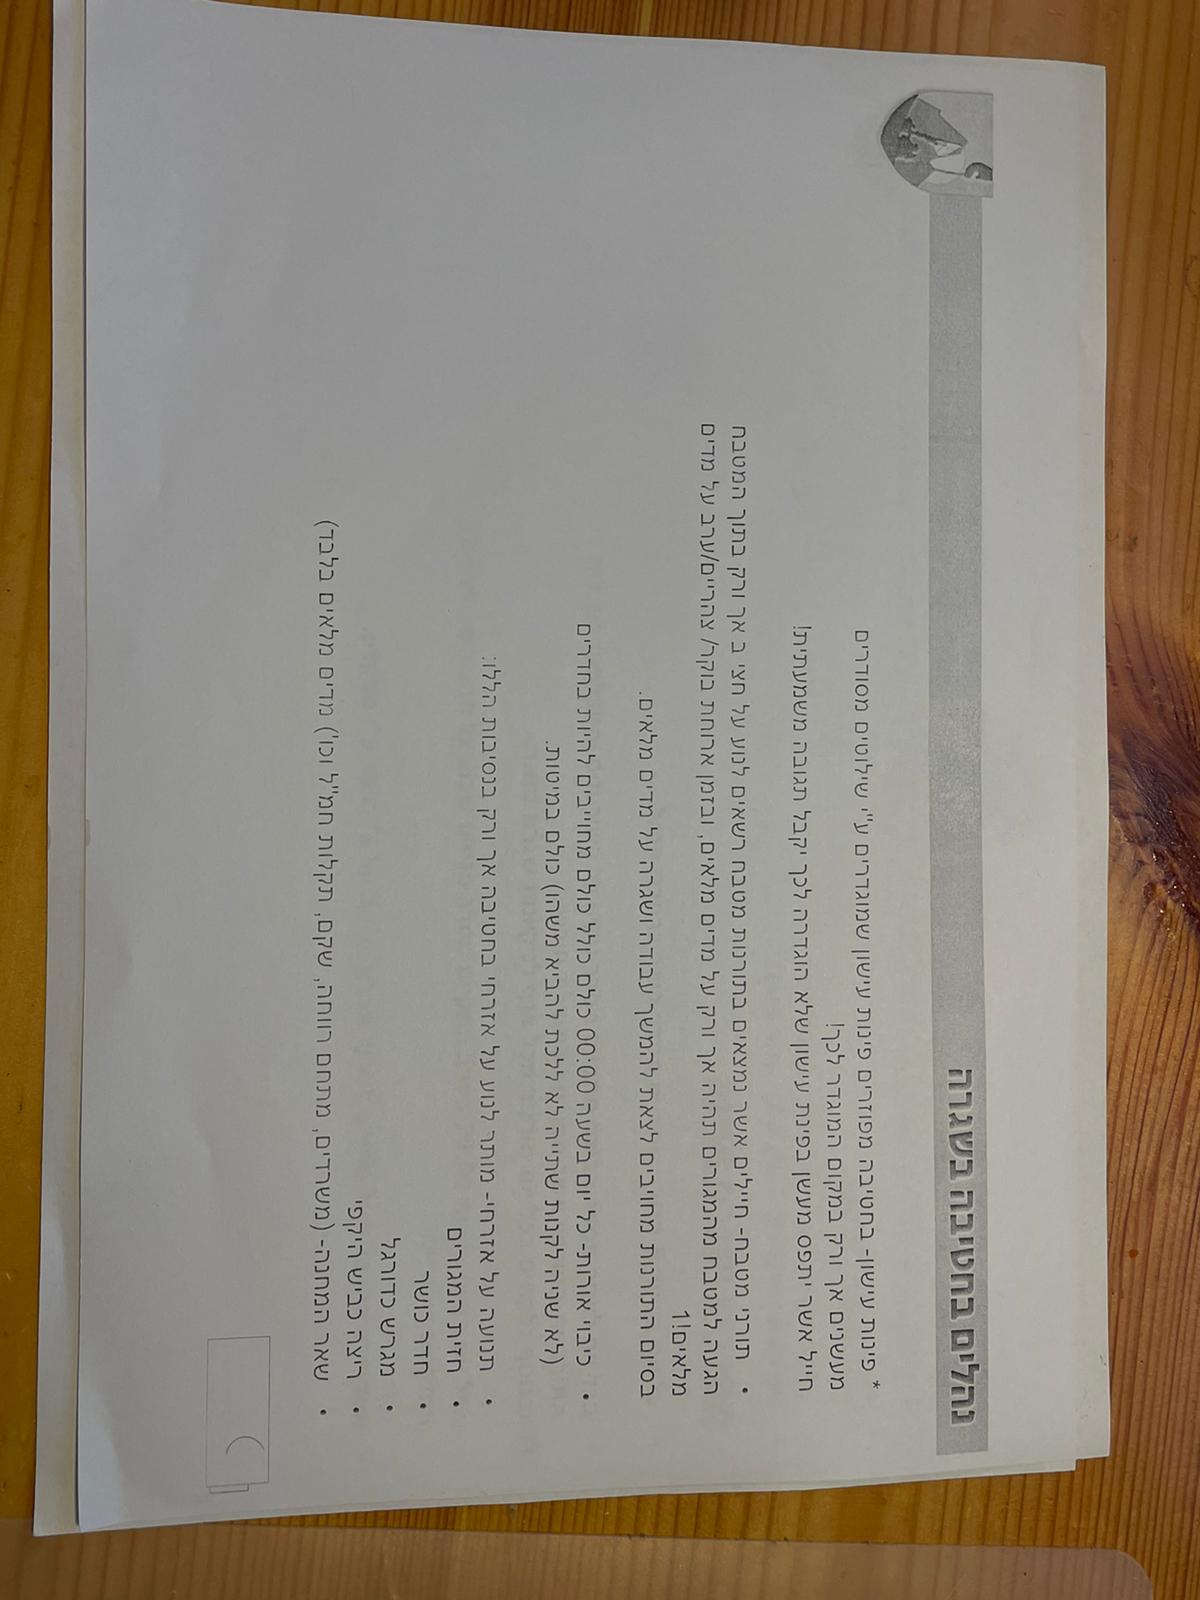 נהלים בחטיבה בשגרה
* פינות עישון- בחטיבה מפוזרים פינות עישון שמוגדרים ע"י שילוטים מסודרים
מעשנים אך ורק במקום המוגדר לכך!
חייל אשר יתפס מעשן בפינת עישון שלא הוגדרה לכך יקבל תגובה משמעתית!
• תורני מטבח- חיילים אשר נמצאים בתורנות מטבח רשאים לנוע על חצי ב אך ורק בתוך המטבח
הגעה למטבח מהמגורים תהיה אך ורק על מדים מלאים, ובזמן ארוחת בוקר/ צהריים/ערב על מדים
מלאים!1
בסיום התורנות מחויבים לצאת להמשך עבודה ושגרה על מדים מלאים.
• כיבוי אורות- כל יום בשעה 00:00 כולם כולל כולם מחוייבים להיות בחדרים
(לא שניה לקנות שתייה לא ללכת להביא משהו) כולם במיטות.
• תנועה על אזרחי- מותר לנוע על אזרחי בחטיבה אך ורק בנסיבות הללו:
• חזית המגורים
• חדר כושר
• מגרש כדורגל
• ריצה כביש היקפי
• שאר המחנה- (משרדים, מתחם רווחה, שקם, תקלות חמ"ל וכו') מדים מלאים בלבד)